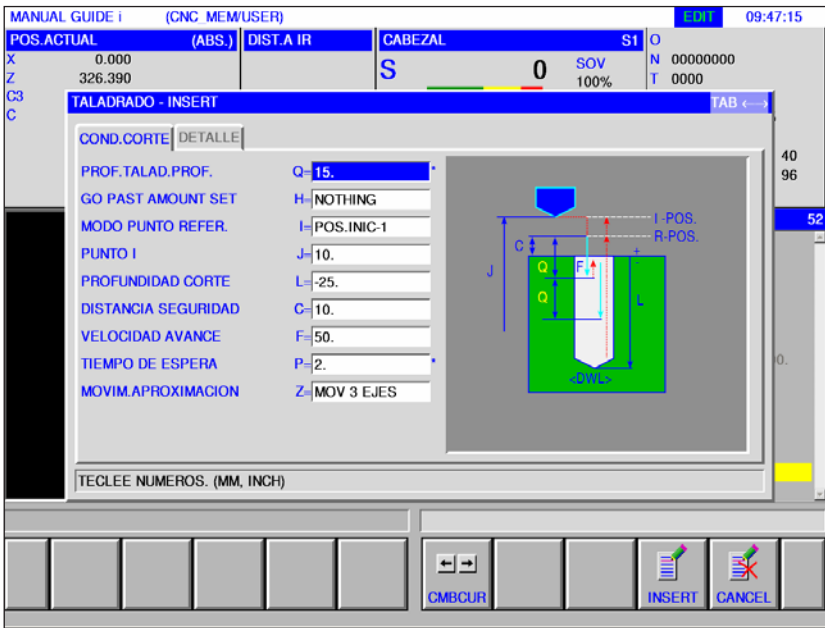 MANUAL GUIDE i (CNC_MEM/USER) EDIT 09:47:15
POS.ACTUAL (ABS.) DIST.A IR CABEZAL S1 O
X 0.000 S 0 SOV N 00000000
Z 326.390 100% T 0000
C3
C
TALADRADO - INSERT TAB
COND.CORTE DETALLE
PROF.TALAD.PROF. Q=15. *
GO PAST AMOUNT SET H=NOTHING
MODO PUNTO REFER. I=POS.INIC-1
PUNTO I J=10.
PROFUNDIDAD CORTE L=-25.
DISTANCIA SEGURIDAD C=10.
VELOCIDAD AVANCE F=50.
TIEMPO DE ESPERA P=2. *
MOVIM.APROXIMACION Z=MOV 3 EJES
I-POS.
R-POS.
C
J
Q
F
+
-
Q
L
<DWL>
40
96
52
0.
TECLEE NUMEROS. (MM, INCH)
CMBCUR INSERT CANCEL